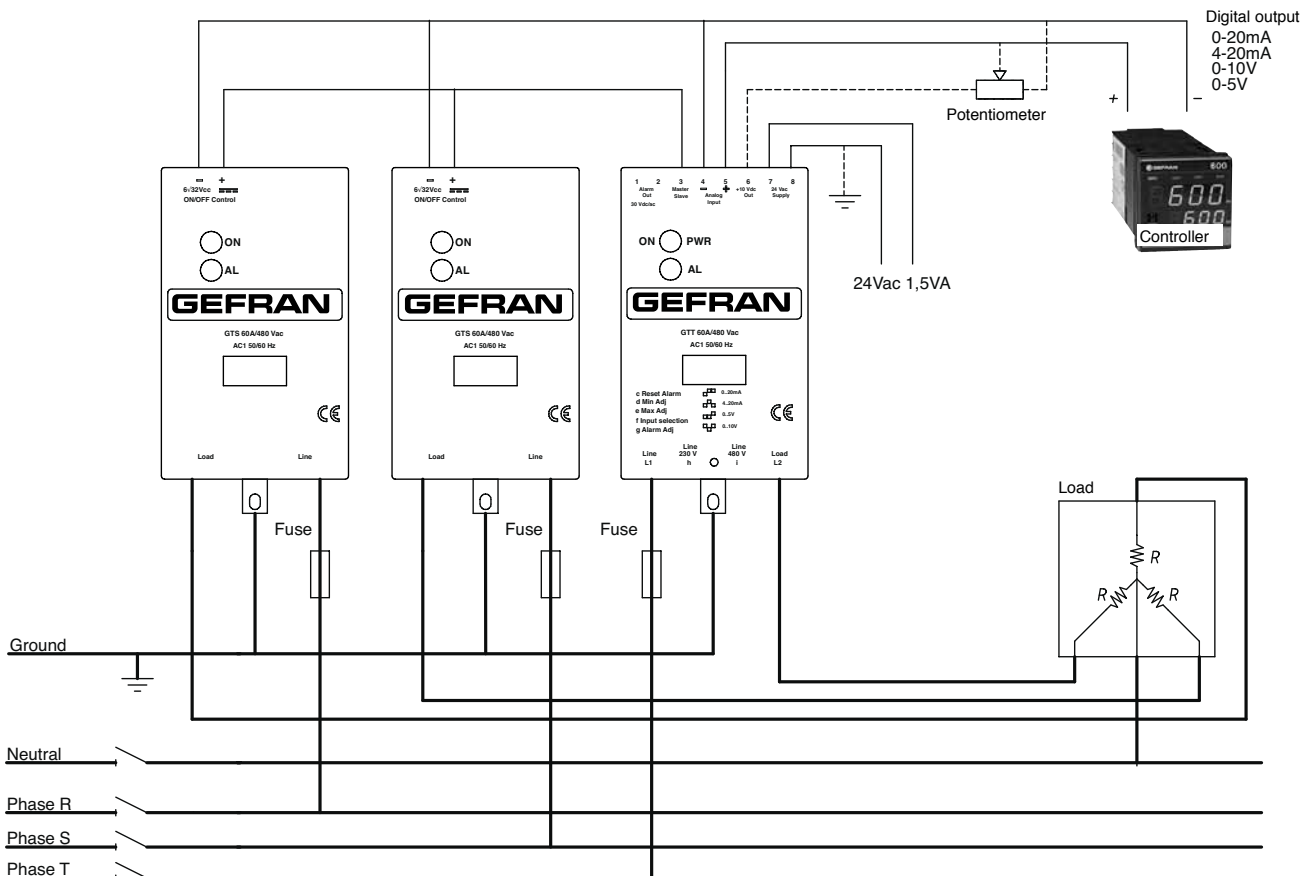 Digital output
0-20mA
4-20mA
0-10V
0-5V
Potentiometer
+ −
GEFRAN 600
600
600
Controller
24Vac 1,5VA
− +
6√32Vcc
ON/OFF Control
ON
AL
GEFRAN
GTS 60A/480 Vac
AC1 50/60 Hz
CE
Load Line
− +
6√32Vcc
ON/OFF Control
ON
AL
GEFRAN
GTS 60A/480 Vac
AC1 50/60 Hz
CE
Load Line
1 2 3 4 5 6 7 8
Alarm Out
30 Vdc/ac
Master Slave
− Analog Input +
+10 Vdc Out
24 Vac Supply
ON PWR
AL
GEFRAN
GTT 60A/480 Vac
AC1 50/60 Hz
c Reset Alarm
d Min Adj
e Max Adj
f Input selection
g Alarm Adj
0..20mA
4..20mA
0..5V
0..10V
CE
Line L1
Line 230 V h
Line 480 V i
Load L2
Fuse
Fuse
Fuse
Load
R
R R
Ground
Neutral
Phase R
Phase S
Phase T